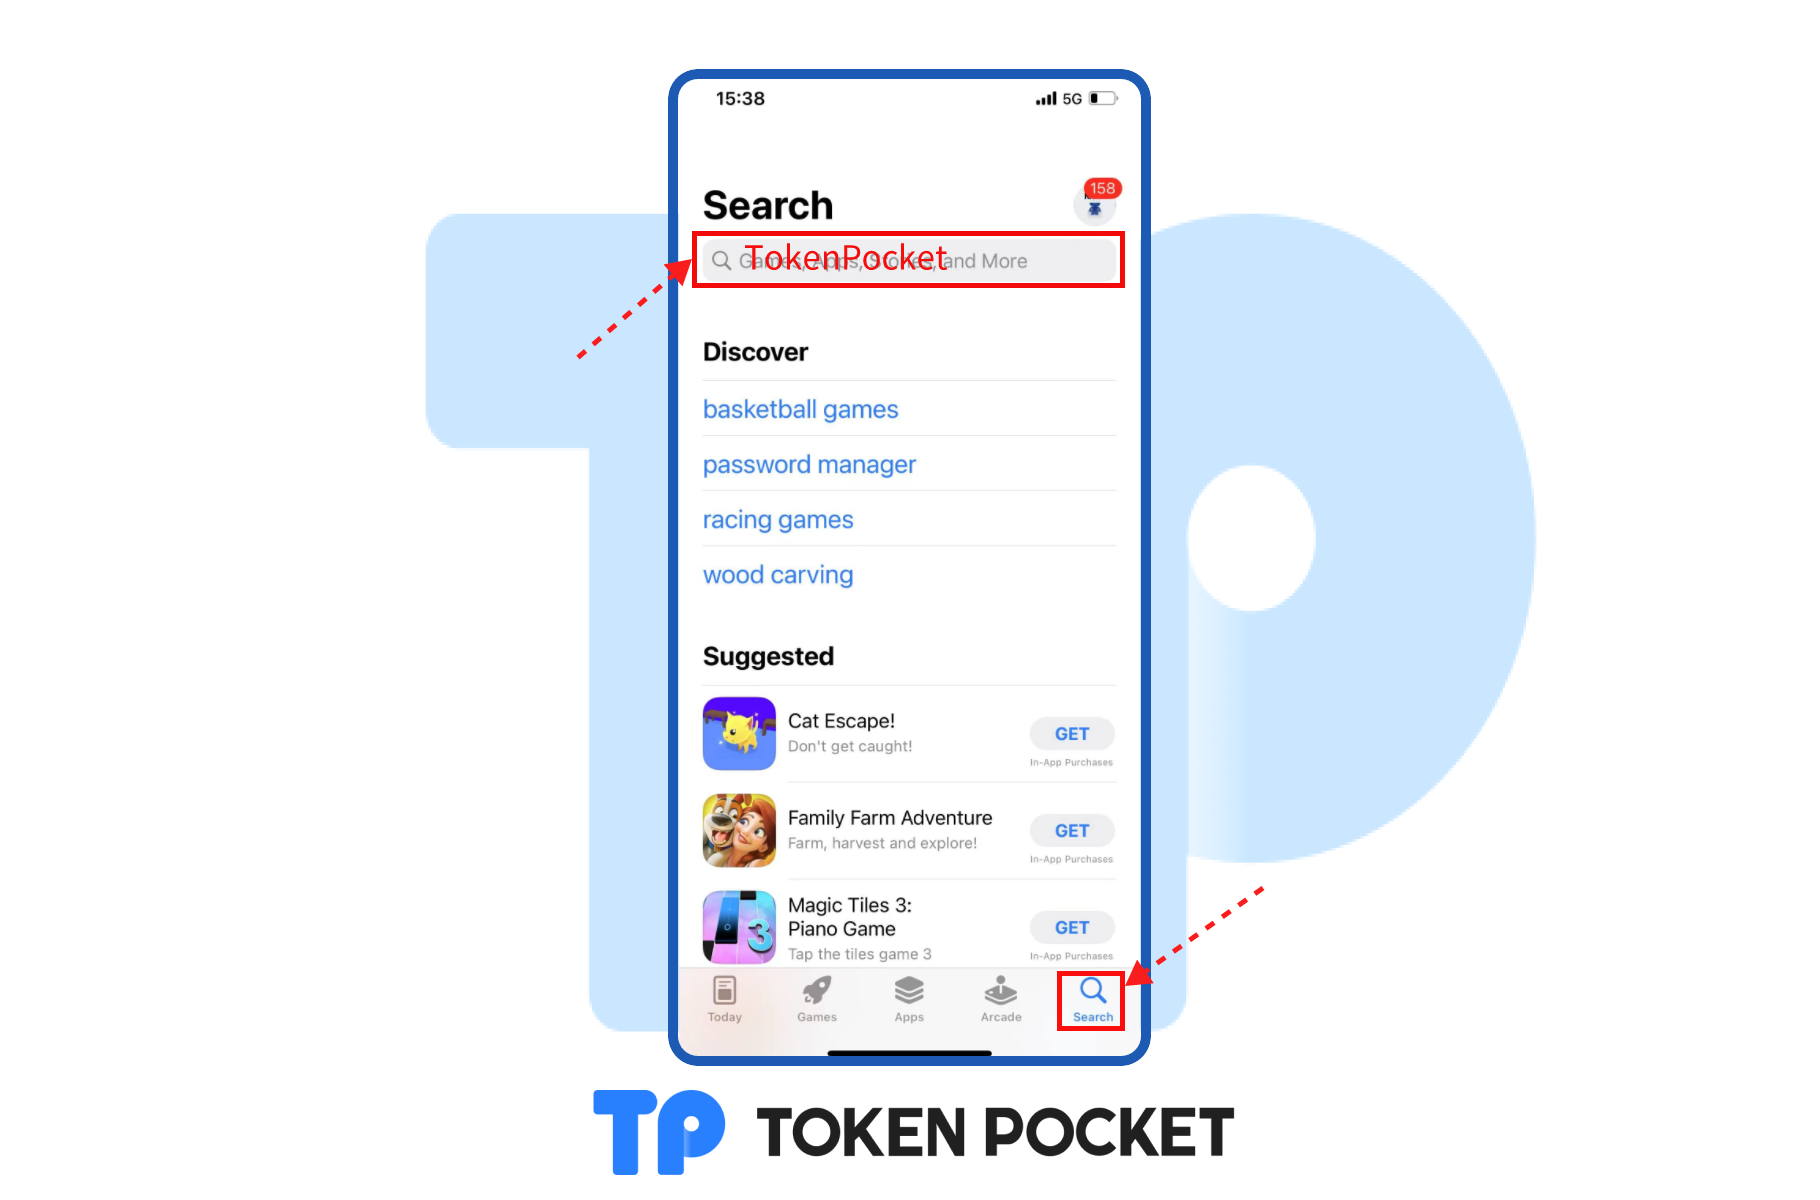 15:38
5G
Search
158
TokenPocket
Games, Apps, Stories, and More
Discover
basketball games
password manager
racing games
wood carving
Suggested
Cat Escape!
Don't get caught!
GET
In-App Purchases
Family Farm Adventure
Farm, harvest and explore!
GET
In-App Purchases
3
Magic Tiles 3:
Piano Game
Tap the tiles game 3
GET
In-App Purchases
Today
Games
Apps
Arcade
Search
TP TOKEN POCKET